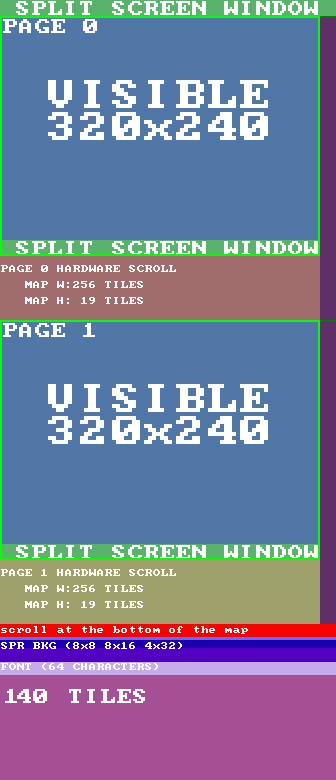 SPLIT SCREEN WINDOW
PAGE 0
VISIBLE
320x240
SPLIT SCREEN WINDOW
PAGE 0 HARDWARE SCROLL
MAP W:256 TILES
MAP H: 19 TILES
PAGE 1
VISIBLE
320x240
SPLIT SCREEN WINDOW
PAGE 1 HARDWARE SCROLL
MAP W:256 TILES
MAP H: 19 TILES
scroll at the bottom of the map
SPR BKG (8x8 8x16 4x32)
FONT (64 CHARACTERS)
140 TILES